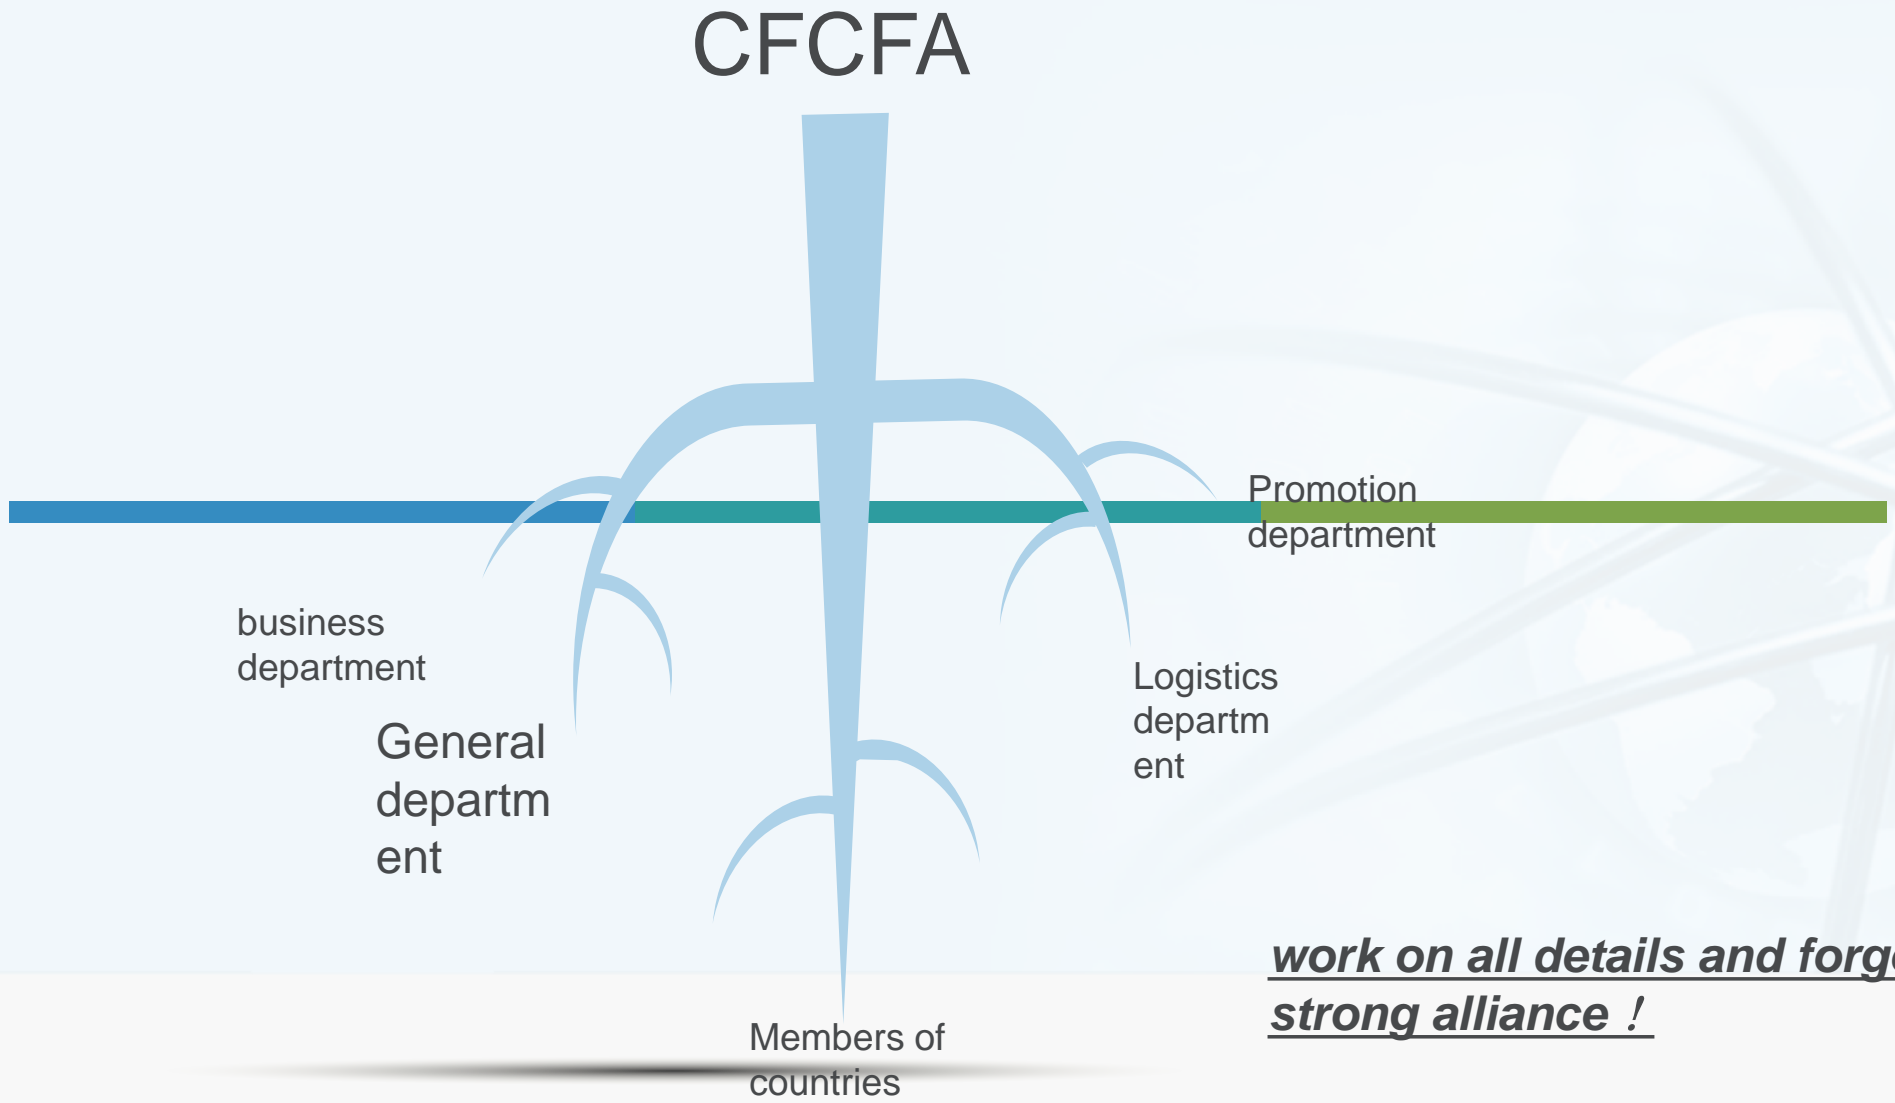 CFCFA
Promotion
department
business
department
Logistics
departm
ent
General
departm
ent
work on all details and forge
strong alliance！
Members of
countries